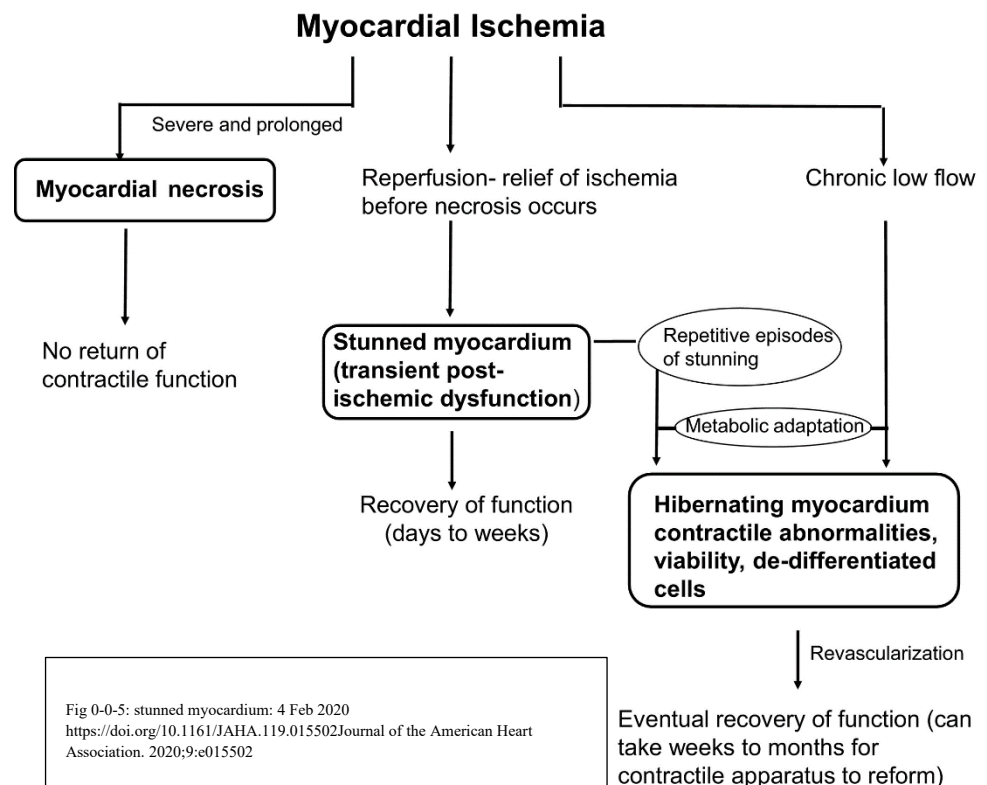 Myocardial Ischemia
Severe and prolonged
Myocardial necrosis
No return of
contractile function
Reperfusion- relief of ischemia
before necrosis occurs
Chronic low flow
Stunned myocardium
(transient post-
ischemic dysfunction)
Repetitive episodes
of stunning
Metabolic adaptation
Recovery of function
(days to weeks)
Hibernating myocardium
contractile abnormalities,
viability, de-differentiated
cells
Revascularization
Eventual recovery of function (can
take weeks to months for
contractile apparatus to reform)
Fig 0-0-5: stunned myocardium: 4 Feb 2020
https://doi.org/10.1161/JAHA.119.015502Journal of the American Heart
Association. 2020;9:e015502